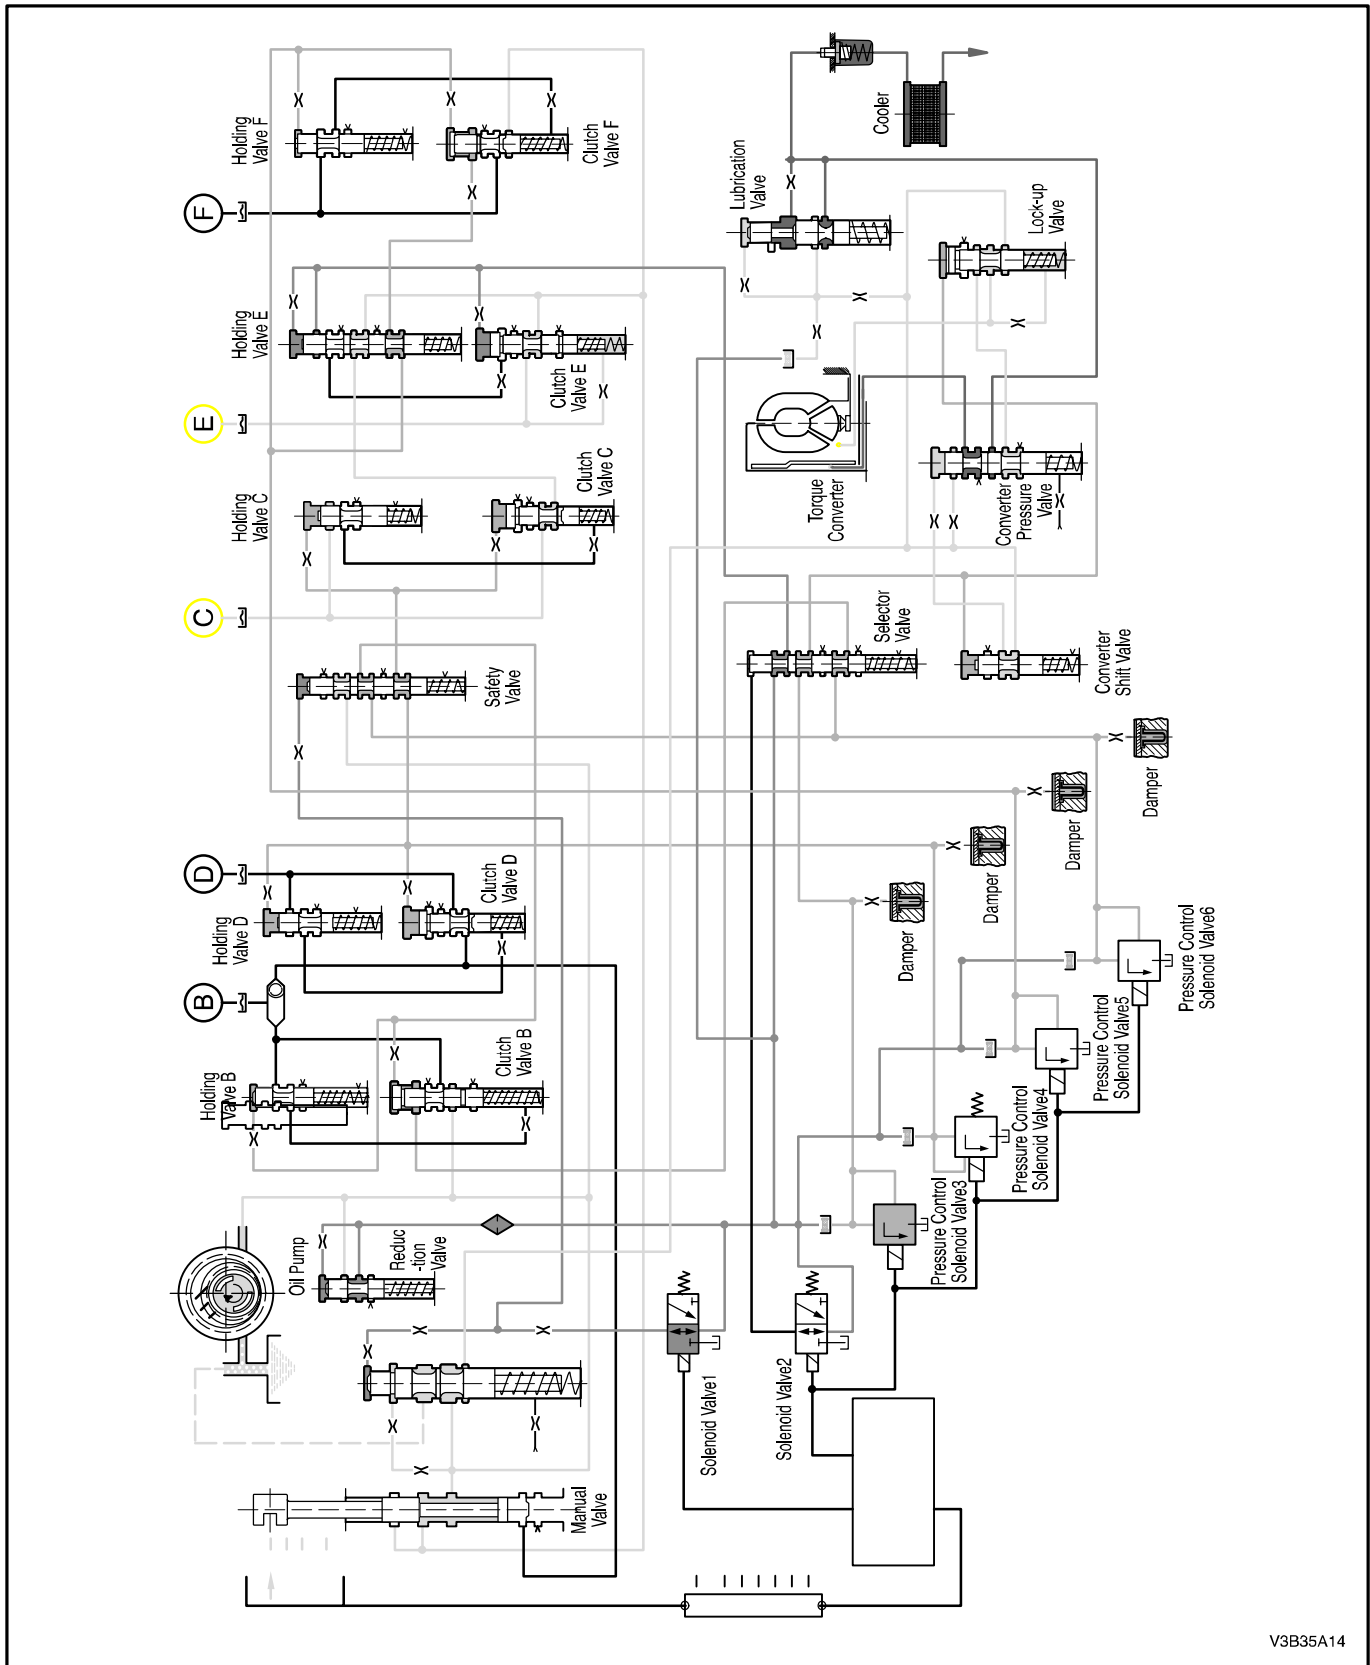 Holding
Valve F
Clutch
Valve F
F
Holding
Valve E
Clutch
Valve E
E
Holding
Valve C
Clutch
Valve C
C
Safety
Valve
D
Holding
Valve D
Clutch
Valve D
B
Holding
Valve B
Clutch
Valve B
Oil Pump
Reduc
-tion
Valve
Manual
Valve
Cooler
Lubrication
Valve
Lock-up
Valve
Torque
Converter
Converter
Pressure
Valve
Selector
Valve
Converter
Shift Valve
Damper
Damper
Damper
Damper
Pressure Control
Solenoid Valve6
Pressure Control
Solenoid Valve5
Pressure Control
Solenoid Valve4
Pressure Control
Solenoid Valve3
Solenoid Valve1
Solenoid Valve2
V3B35A14